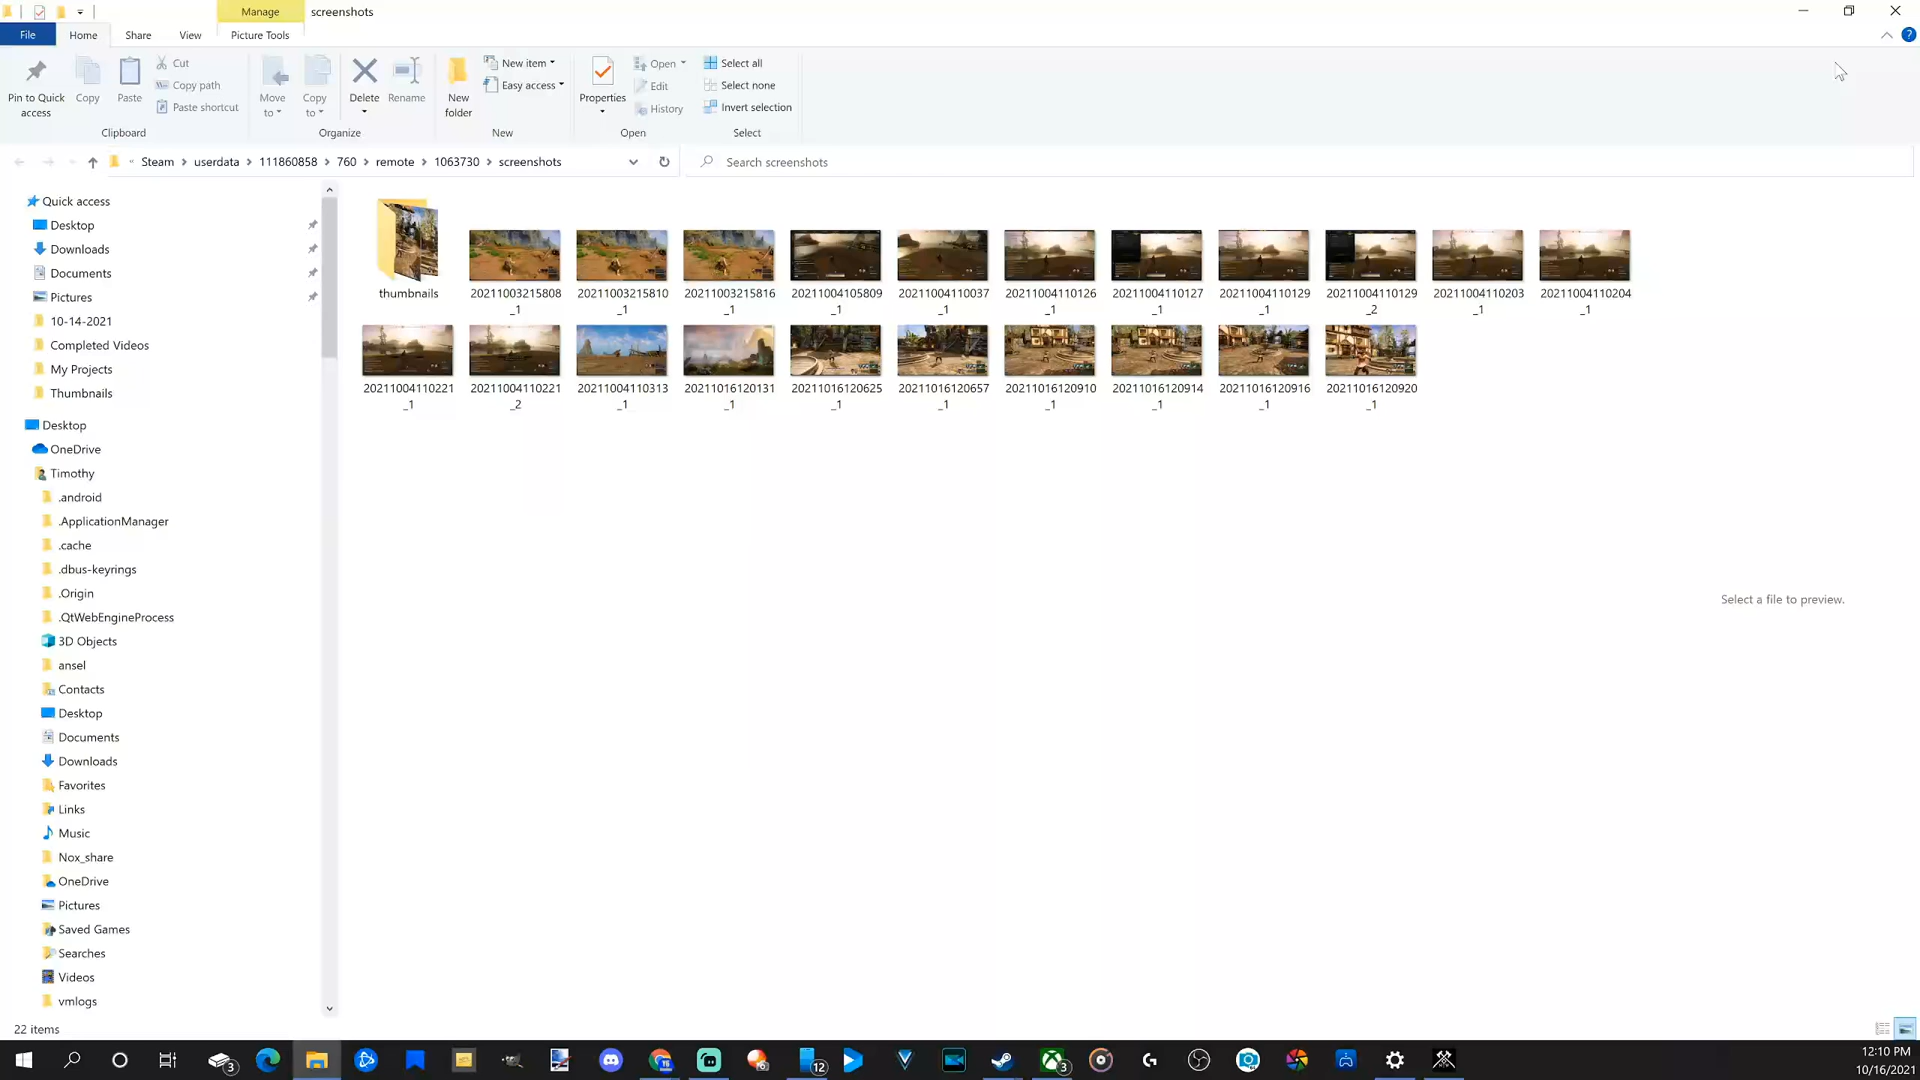 Manage
screenshots
File
Home
Share
View
Picture Tools
Pin to Quick access
Copy
Paste
Cut
Copy path
Paste shortcut
Clipboard
Move to
Copy to
Delete
Rename
Organize
New folder
New item
Easy access
New
Properties
Open
Edit
History
Open
Select all
Select none
Invert selection
Select
« Steam › userdata › 111860858 › 760 › remote › 1063730 › screenshots
Search screenshots
Quick access
Desktop
Downloads
Documents
Pictures
10-14-2021
Completed Videos
My Projects
Thumbnails
Desktop
OneDrive
Timothy
.android
.ApplicationManager
.cache
.dbus-keyrings
.Origin
.QtWebEngineProcess
3D Objects
ansel
Contacts
Desktop
Documents
Downloads
Favorites
Links
Music
Nox_share
OneDrive
Pictures
Saved Games
Searches
Videos
vmlogs
thumbnails
20211003215808_1
20211003215810_1
20211003215816_1
20211004105809_1
20211004110037_1
20211004110126_1
20211004110127_1
20211004110129_1
20211004110129_2
20211004110203_1
20211004110204_1
20211004110221_1
20211004110221_2
20211004110313_1
20211016120131_1
20211016120625_1
20211016120657_1
20211016120910_1
20211016120914_1
20211016120916_1
20211016120920_1
Select a file to preview.
22 items
3
12
3
12:10 PM
10/16/2021